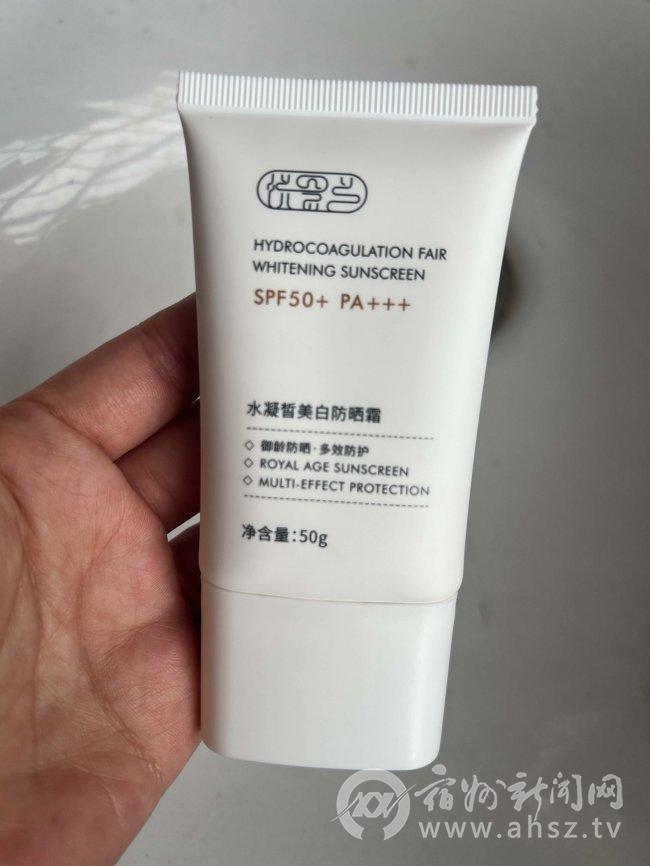 HYDROCOAGULATION FAIR
WHITENING SUNSCREEN
SPF50+ PA+++
水凝皙美白防晒霜
御龄防晒·多效防护
ROYAL AGE SUNSCREEN
MULTI-EFFECT PROTECTION
净含量:50g
宿州新闻网
www.ahsz.tv